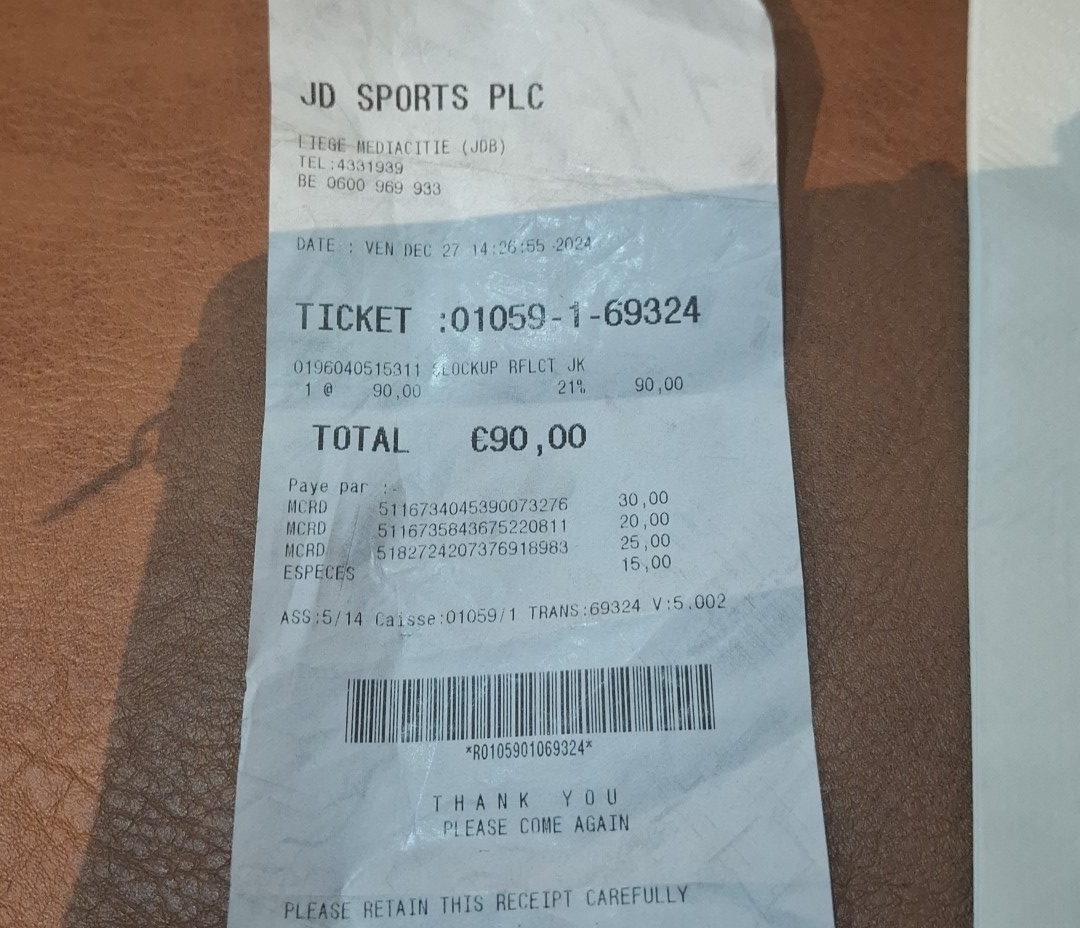 JD SPORTS PLC
LIEGE MEDIACITIE (JDB)
TEL:4331939
BE 0600 969 933
DATE : VEN DEC 27 14:26:55 2024
TICKET :01059-1-69324
0196040515311 BLOCKUP RFLCT JK
1 @ 90,00 21% 90,00
TOTAL €90,00
Paye par :-
MCRD 5116734045390073276 30,00
MCRD 5116735843675220811 20,00
MCRD 5182724207376918983 25,00
ESPECES 15,00
ASS:5/14 Caisse:01059/1 TRANS:69324 V:5.002
*R0105901069324*
THANK YOU
PLEASE COME AGAIN
PLEASE RETAIN THIS RECEIPT CAREFULLY